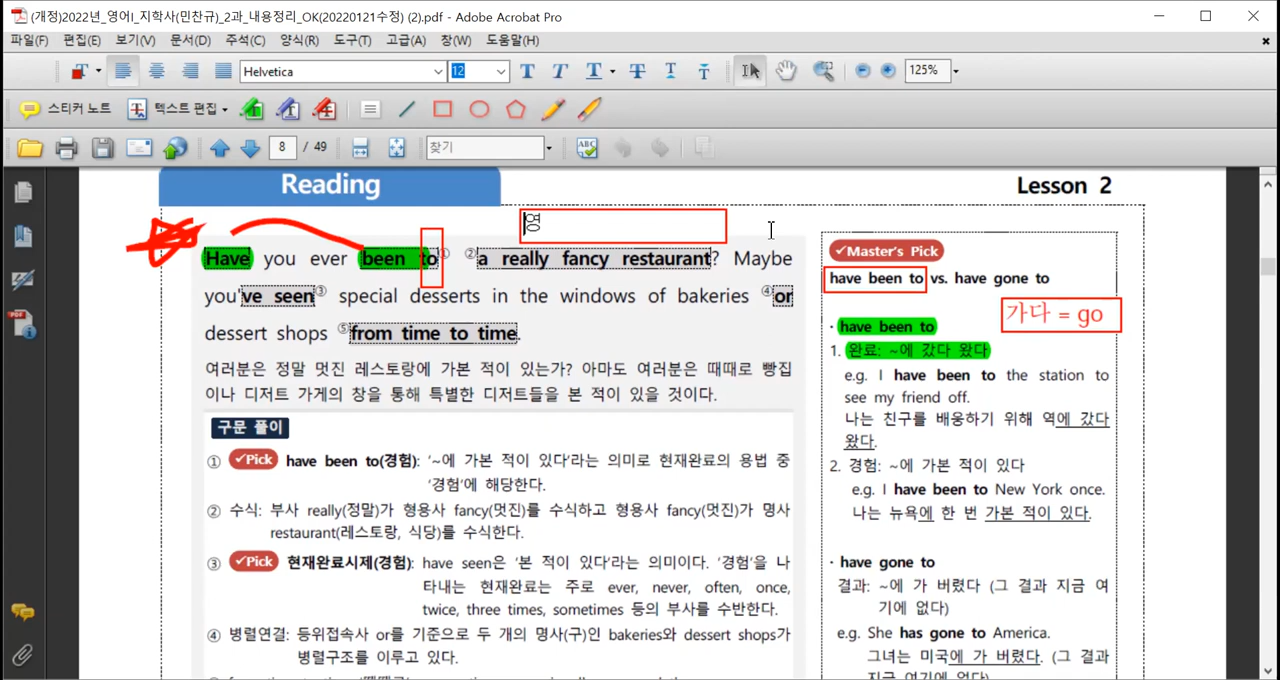 (개정)2022년_영어I_지학사(민찬규)_2과_내용정리_OK(20220121수정) (2).pdf - Adobe Acrobat Pro
파일(F) 편집(E) 보기(V) 문서(D) 주석(C) 양식(R) 도구(T) 고급(A) 창(W) 도움말(H)
Helvetica 12 T T T T T T 125%
스티커 노트 텍스트 편집
8 / 49 찾기
Reading
Lesson 2
영
Have you ever been to① ②a really fancy restaurant? Maybe
you've seen③ special desserts in the windows of bakeries ④or
dessert shops ⑤from time to time.
여러분은 정말 멋진 레스토랑에 가본 적이 있는가? 아마도 여러분은 때때로 빵집
이나 디저트 가게의 창을 통해 특별한 디저트들을 본 적이 있을 것이다.
구문 풀이
① ✓Pick have been to(경험): '~에 가본 적이 있다'라는 의미로 현재완료의 용법 중
'경험'에 해당한다.
② 수식: 부사 really(정말)가 형용사 fancy(멋진)를 수식하고 형용사 fancy(멋진)가 명사
restaurant(레스토랑, 식당)를 수식한다.
③ ✓Pick 현재완료시제(경험): have seen은 '본 적이 있다'라는 의미이다. '경험'을 나
타내는 현재완료는 주로 ever, never, often, once,
twice, three times, sometimes 등의 부사를 수반한다.
④ 병렬연결: 등위접속사 or를 기준으로 두 개의 명사(구)인 bakeries와 dessert shops가
병렬구조를 이루고 있다.
✓Master's Pick
have been to vs. have gone to
가다 = go
· have been to
1. 완료: ~에 갔다 왔다
e.g. I have been to the station to
see my friend off.
나는 친구를 배웅하기 위해 역에 갔다
왔다.
2. 경험: ~에 가본 적이 있다
e.g. I have been to New York once.
나는 뉴욕에 한 번 가본 적이 있다.
· have gone to
결과: ~에 가 버렸다 (그 결과 지금 여
기에 없다)
e.g. She has gone to America.
그녀는 미국에 가 버렸다. (그 결과